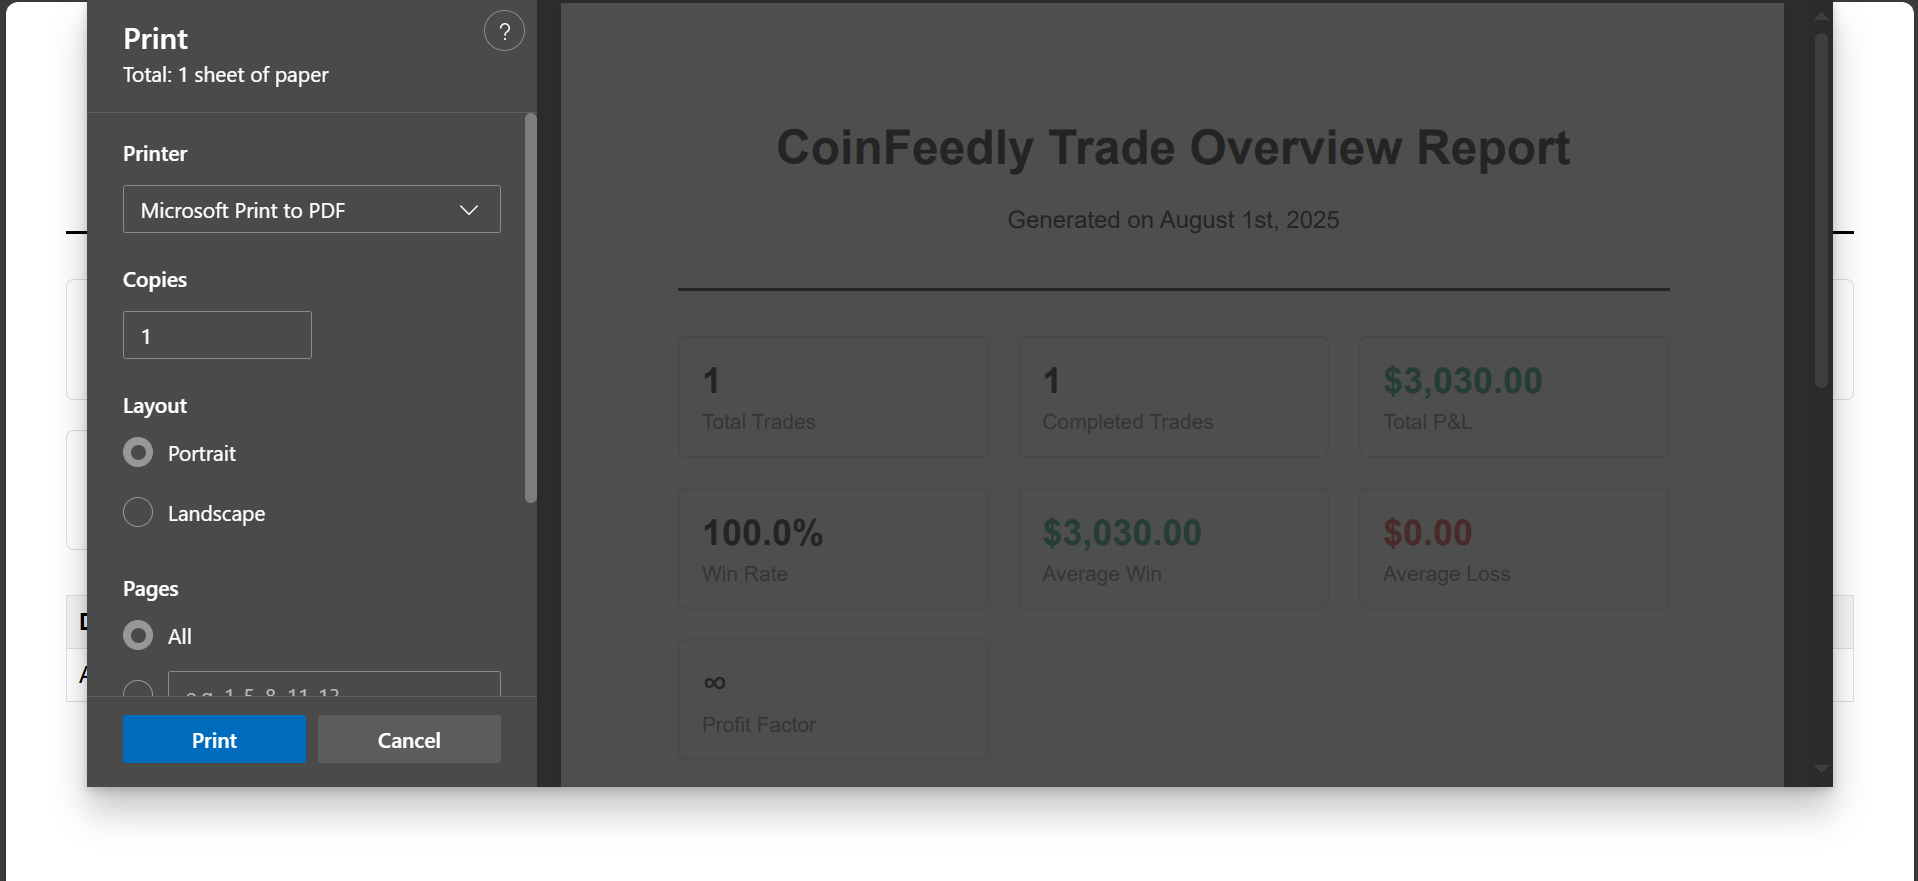 Print
?
Total: 1 sheet of paper
Printer
Microsoft Print to PDF
Copies
1
Layout
Portrait
Landscape
Pages
All
e.g. 1-5, 8, 11-13
Print
Cancel
CoinFeedly Trade Overview Report
Generated on August 1st, 2025
1
Total Trades
1
Completed Trades
$3,030.00
Total P&L
100.0%
Win Rate
$3,030.00
Average Win
$0.00
Average Loss
∞
Profit Factor